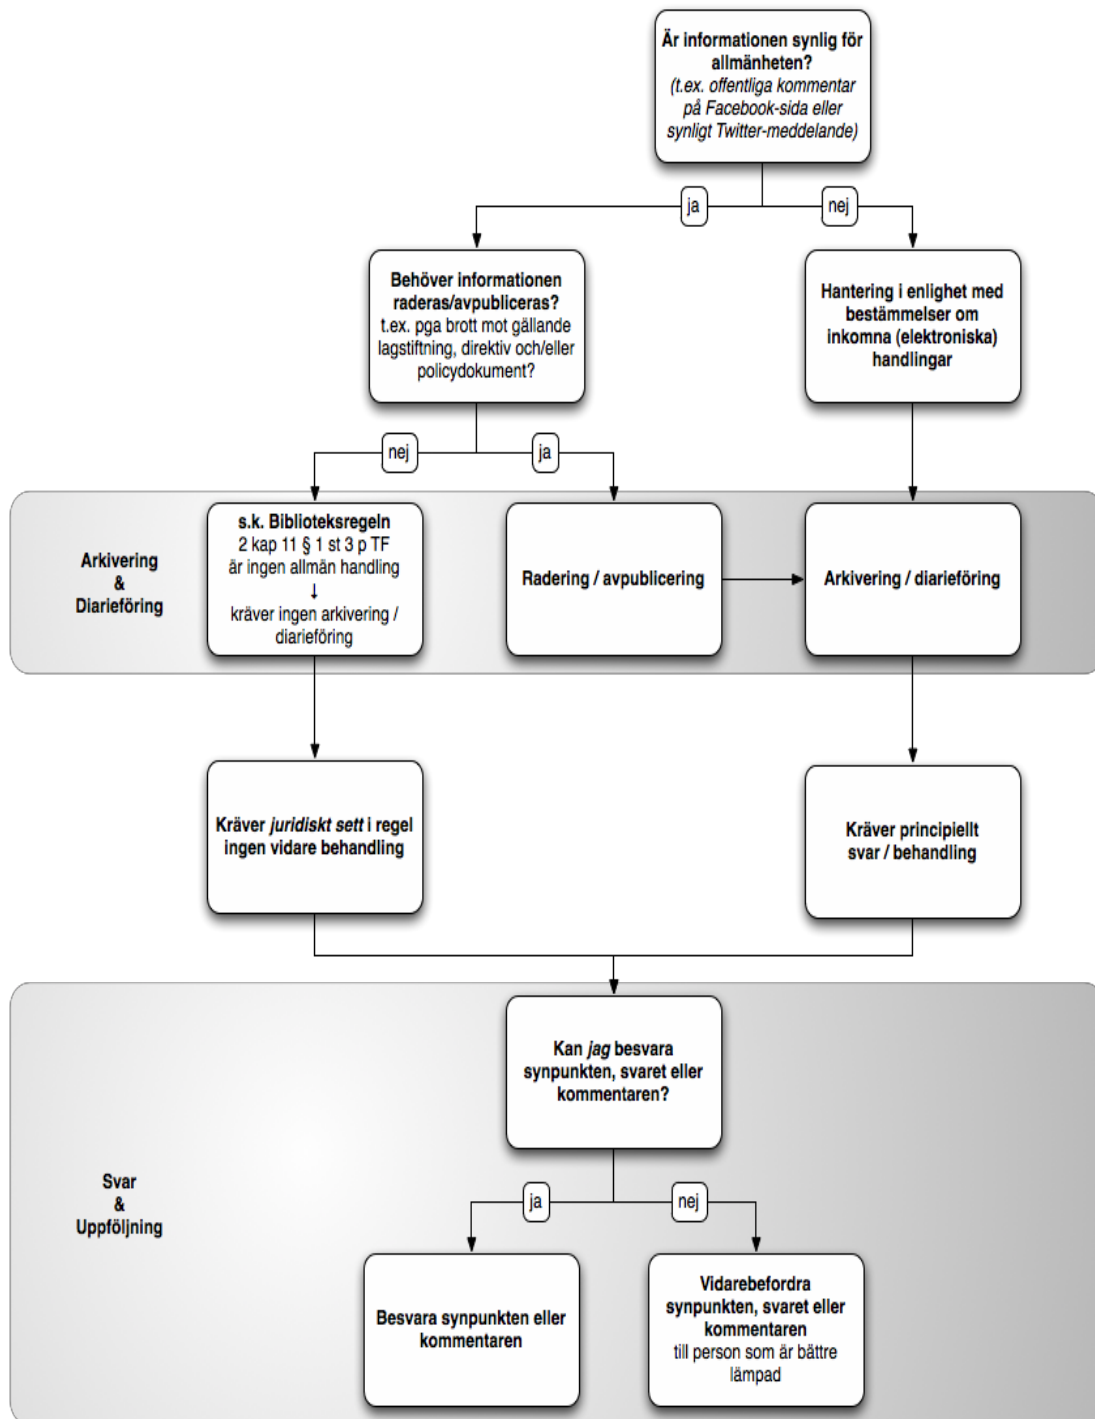 Är informationen synlig för
allmänheten?
(t.ex. offentliga kommentar
på Facebook-sida eller
synligt Twitter-meddelande)
ja
nej
Behöver informationen
raderas/avpubliceras?
t.ex. pga brott mot gällande
lagstiftning, direktiv och/eller
policydokument?
Hantering i enlighet med
bestämmelser om
inkomna (elektroniska)
handlingar
nej
ja
Arkivering
&
Diarieföring
s.k. Biblioteksregeln
2 kap 11 § 1 st 3 p TF
är ingen allmän handling
↓
kräver ingen arkivering /
diarieföring
Radering / avpublicering
Arkivering / diarieföring
Kräver juridiskt sett i regel
ingen vidare behandling
Kräver principiellt
svar / behandling
Kan jag besvara
synpunkten, svaret eller
kommentaren?
Svar
&
Uppföljning
ja
nej
Besvara synpunkten eller
kommentaren
Vidarebefordra
synpunkten, svaret eller
kommentaren
till person som är bättre
lämpad